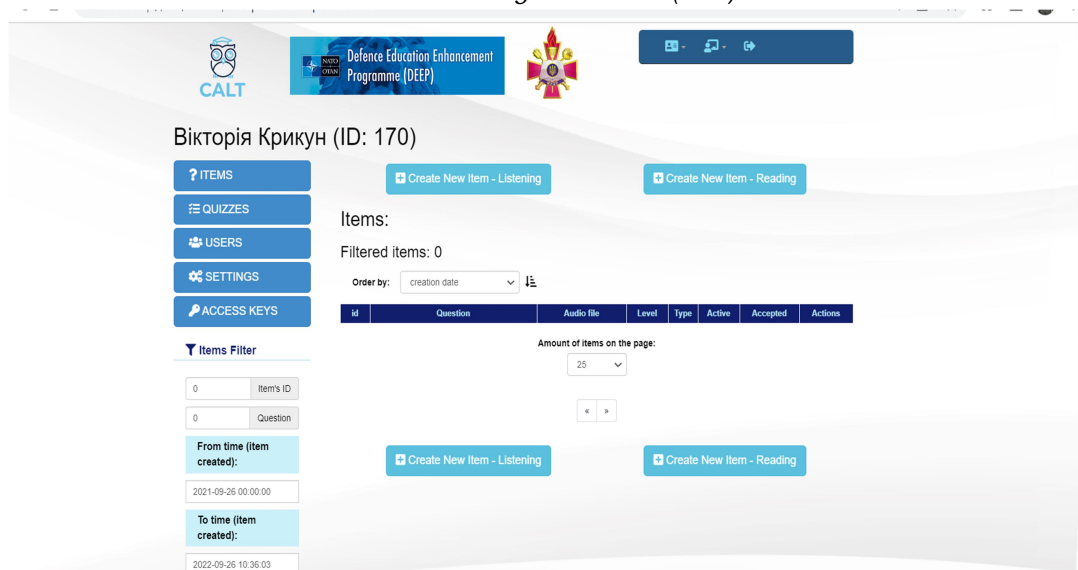 CALT
NATO
OTAN
Defence Education Enhancement
Programme (DEEP)
Вікторія Крикун (ID: 170)
? ITEMS
QUIZZES
USERS
SETTINGS
ACCESS KEYS
Items Filter
0 Item's ID
0 Question
From time (item
created):
2021-09-26 00:00:00
To time (item
created):
2022-09-26 10:36:03
Create New Item - Listening
Create New Item - Reading
Items:
Filtered items: 0
Order by: creation date
id Question Audio file Level Type Active Accepted Actions
Amount of items on the page:
25
« »
Create New Item - Listening
Create New Item - Reading